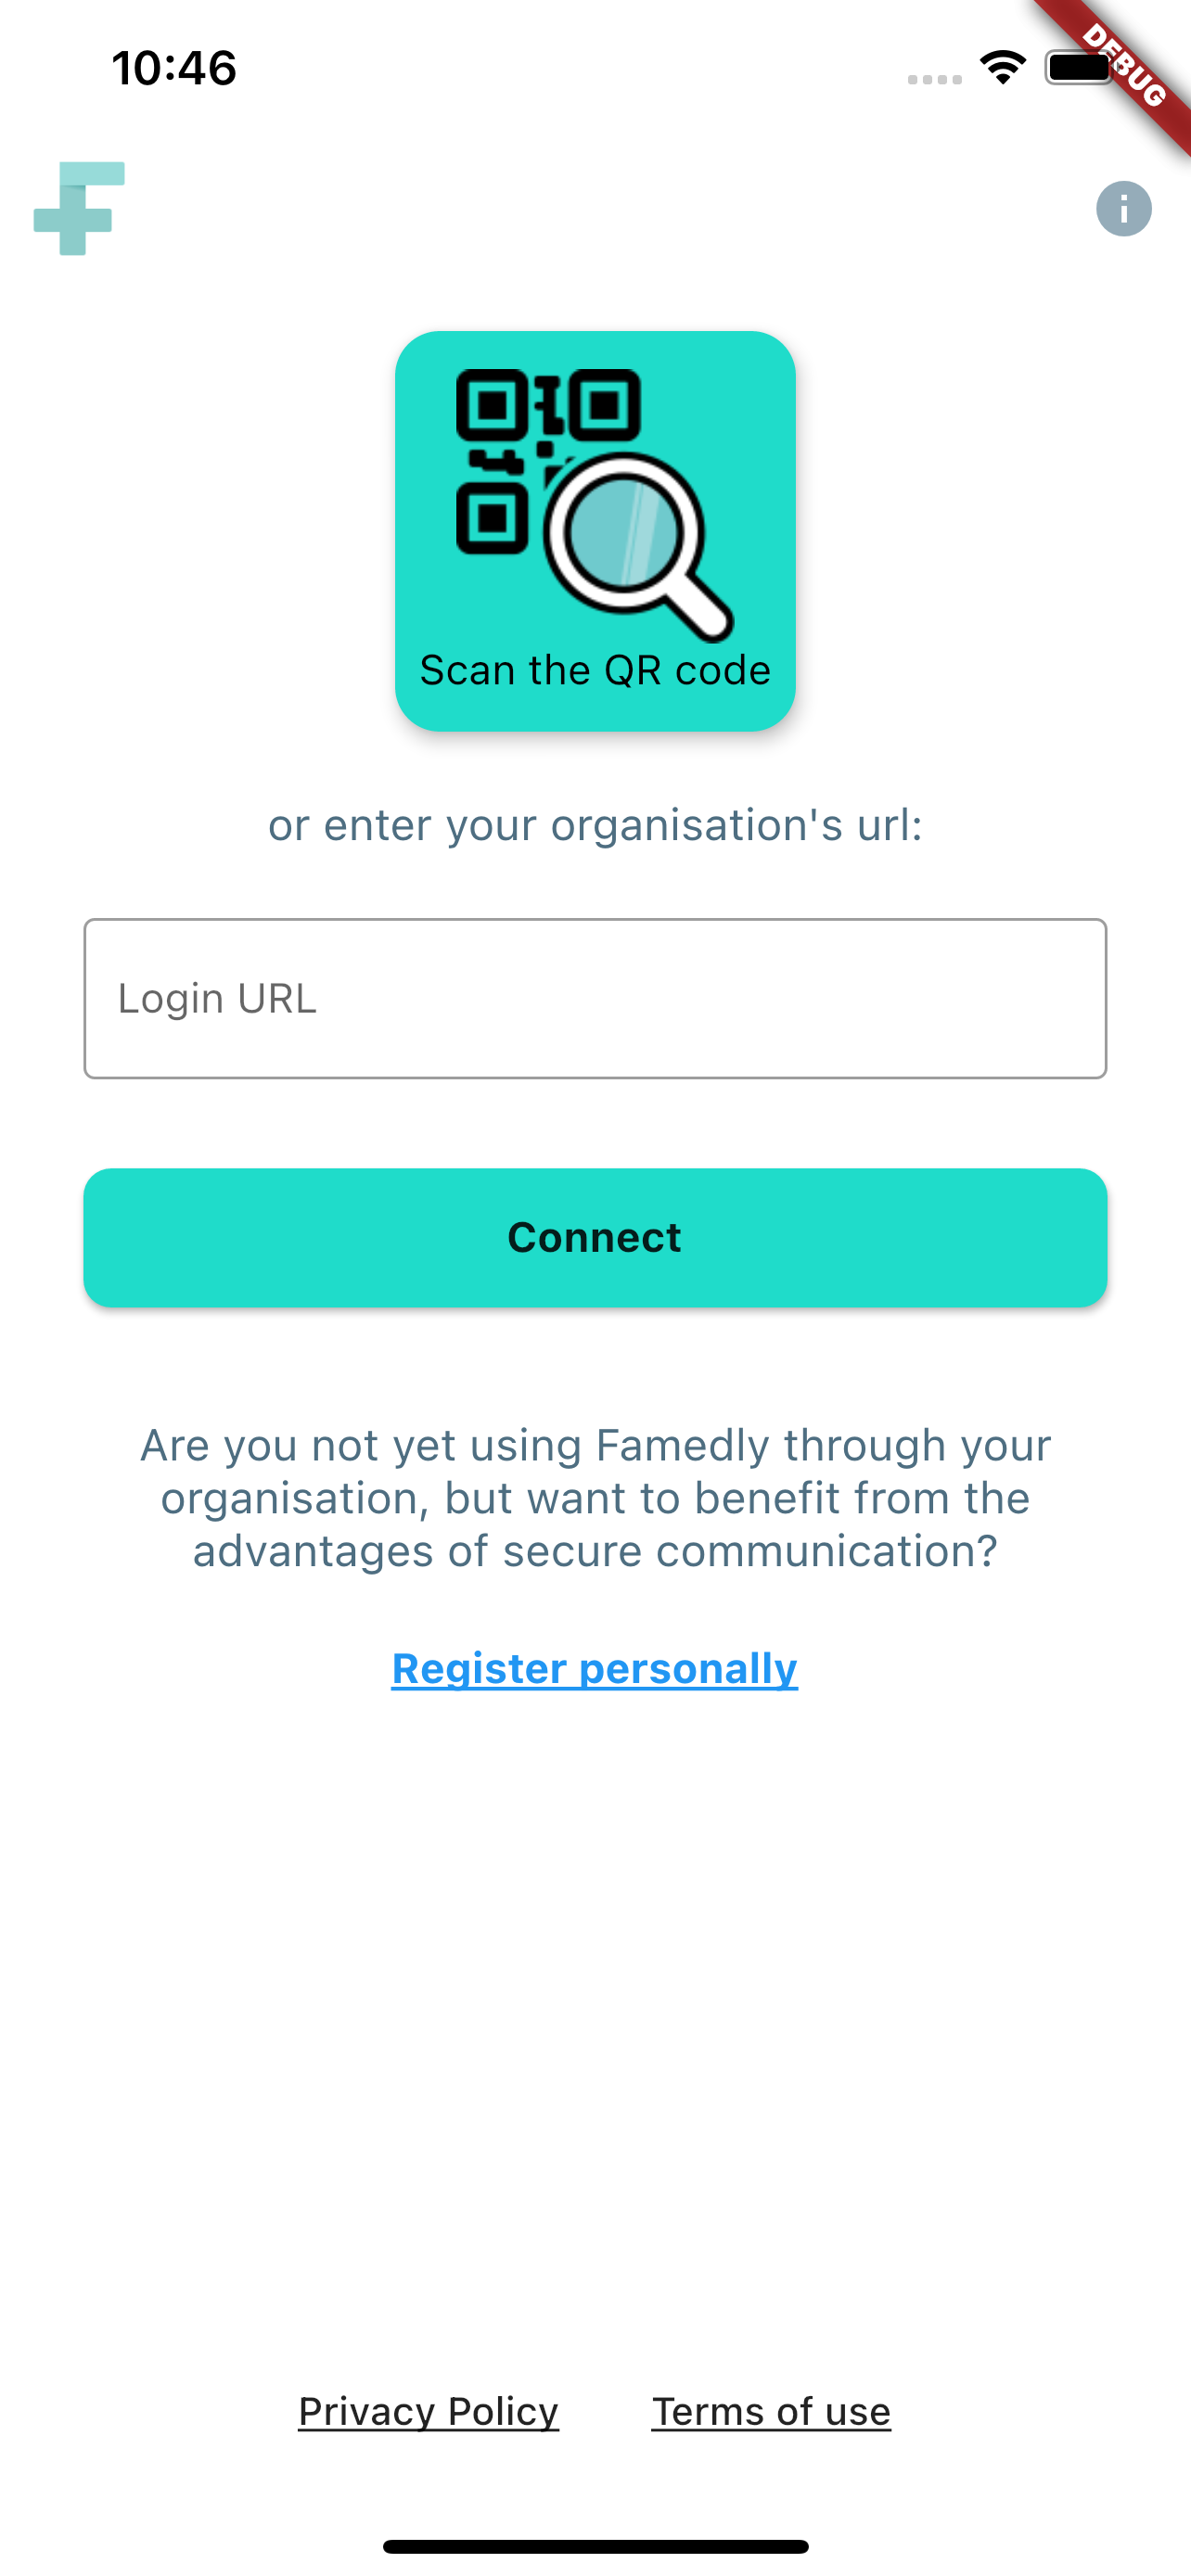 10:46
DEBUG
Scan the QR code
or enter your organisation's url:
Login URL
Connect
Are you not yet using Famedly through your
organisation, but want to benefit from the
advantages of secure communication?
Register personally
Privacy Policy Terms of use